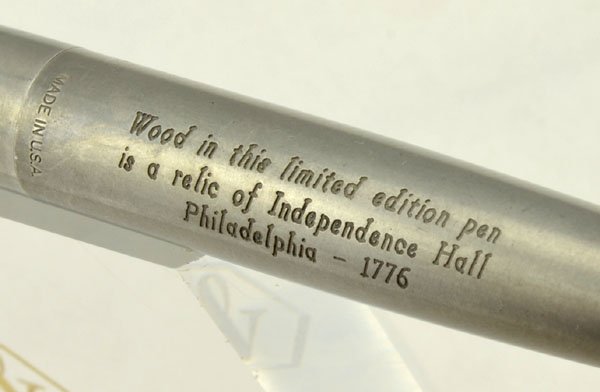 MADE IN U.S.A.
Wood in this limited edition pen
is a relic of Independence Hall
Philadelphia - 1776
&
&